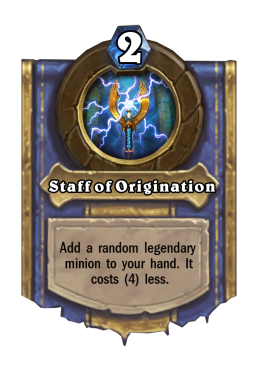 2
Staff of Origination
Add a random legendary
minion to your hand. It
costs (4) less.